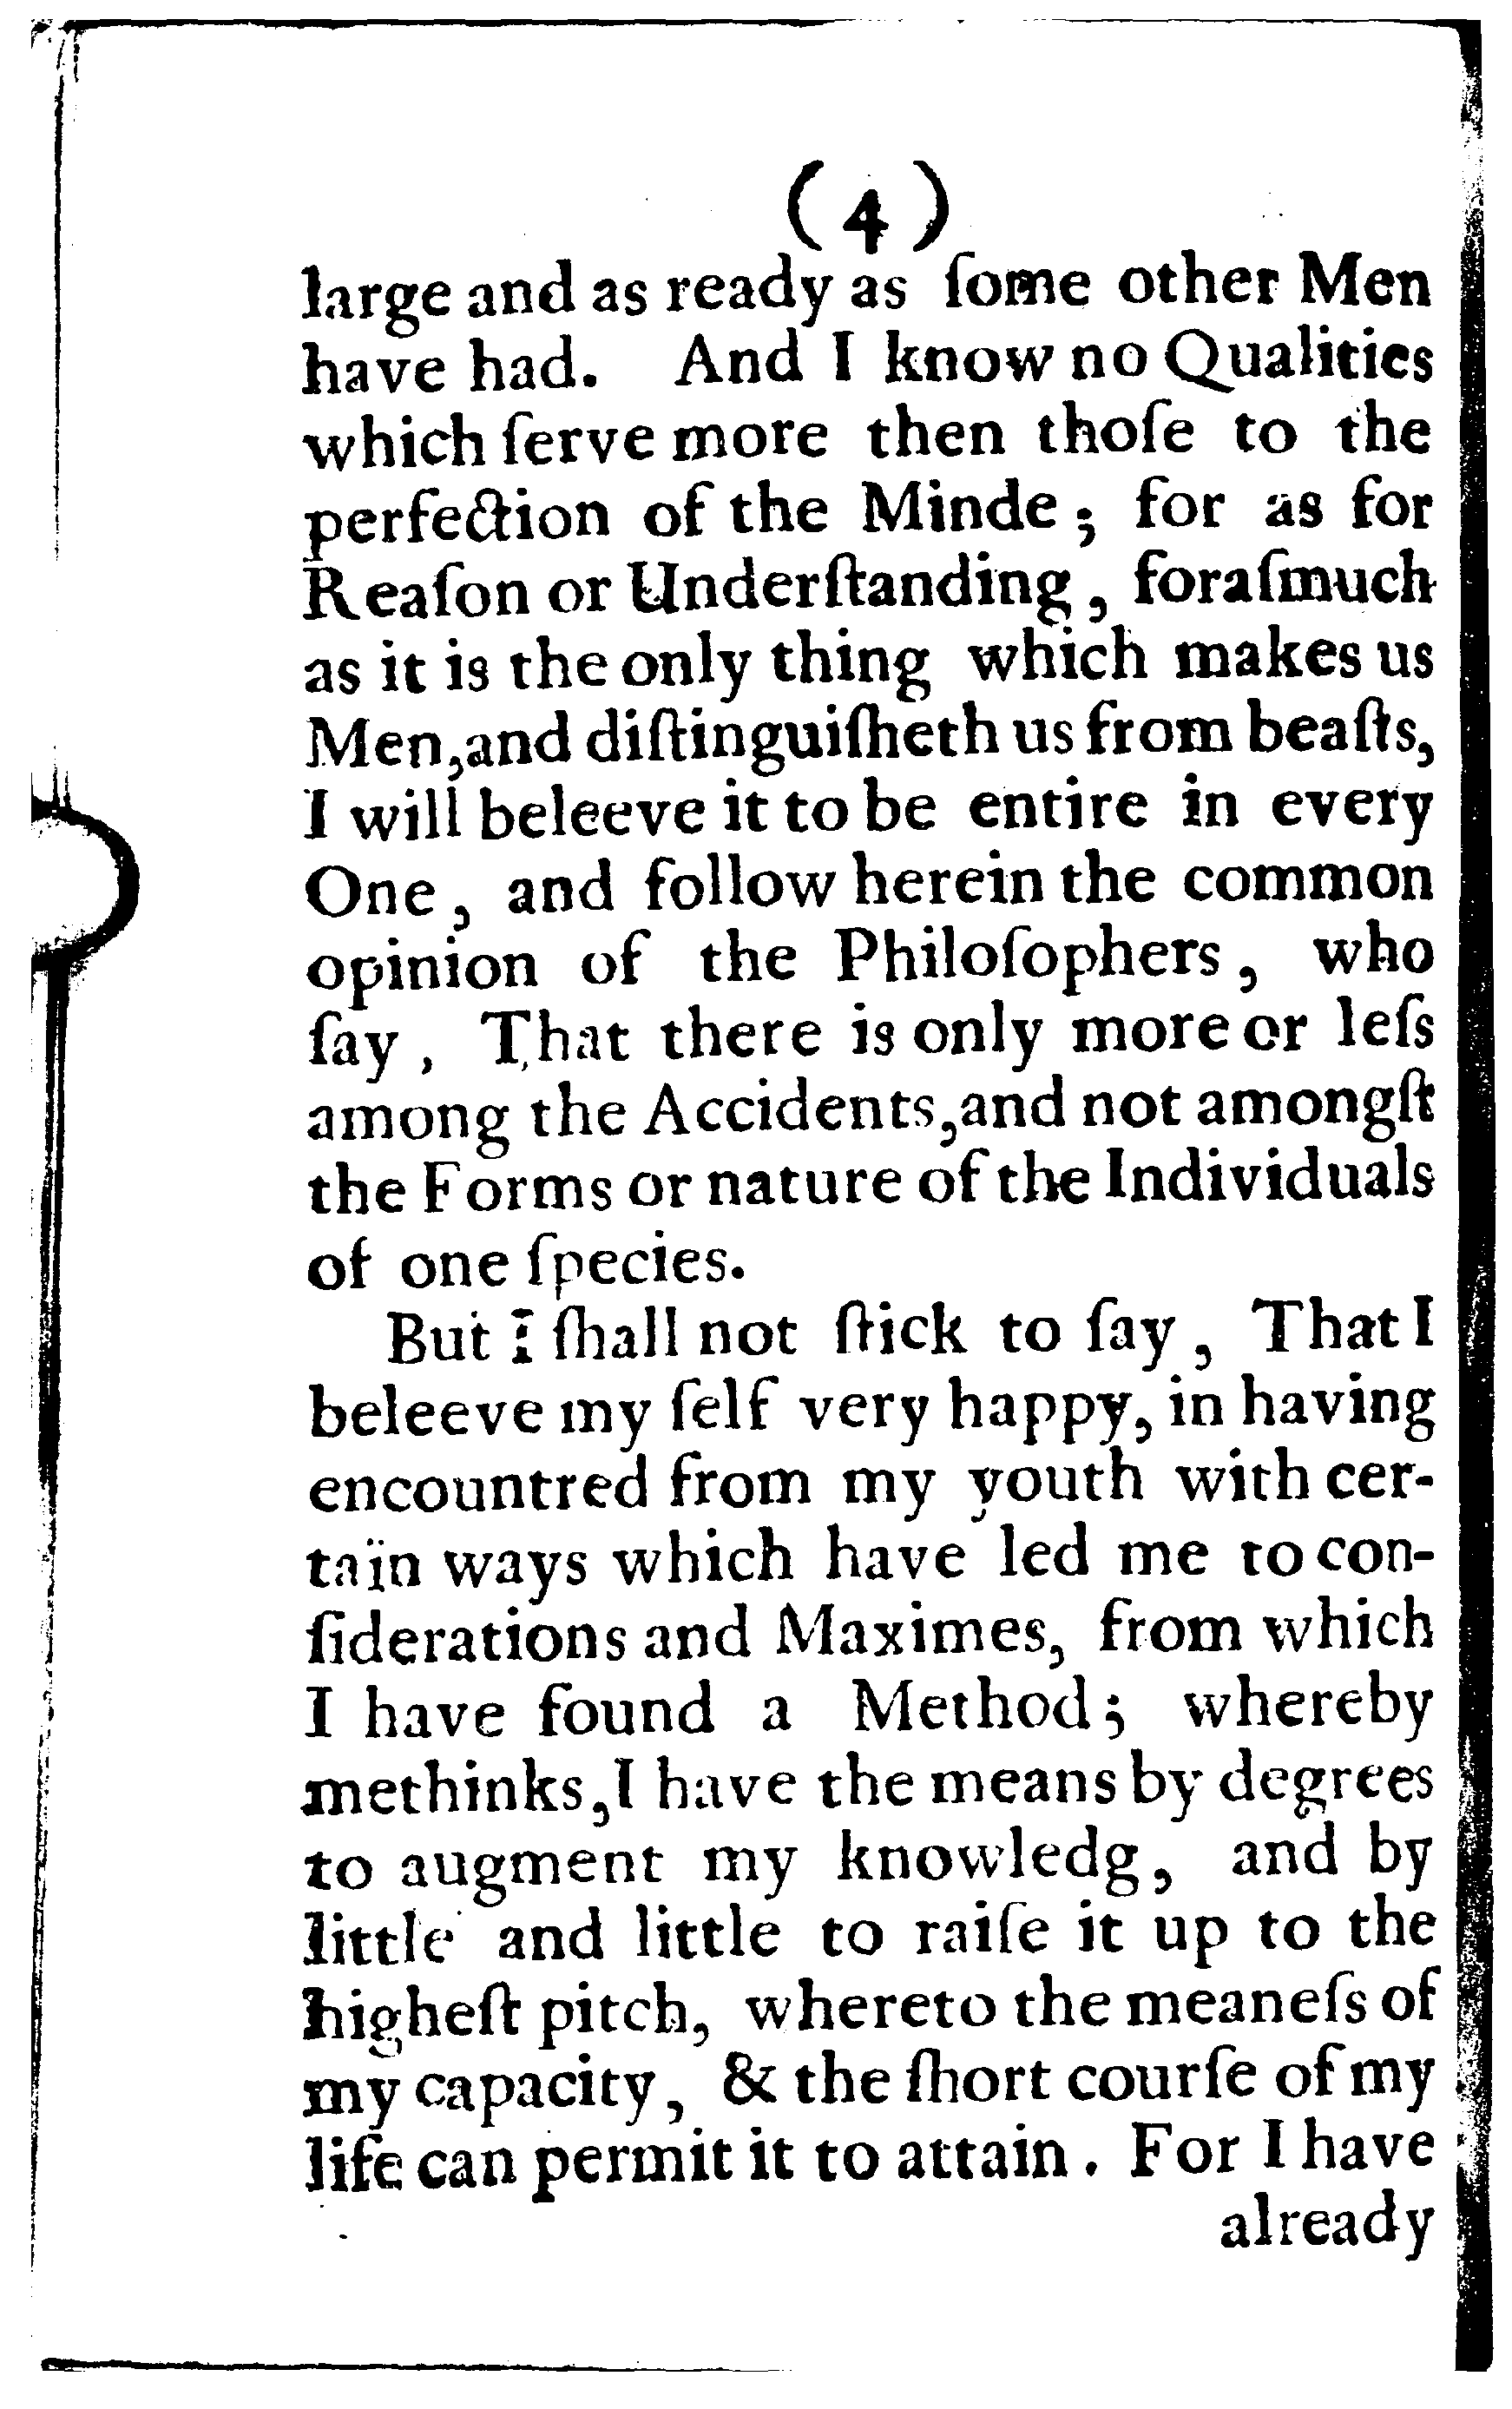 (4)
large and as ready as ſome other Men
have had. And I know no Qualities
which ſerve more then thoſe to the
perfection of the Minde; for as for
Reaſon or Underſtanding, foraſmuch
as it is the only thing which makes us
Men,and diſtinguiſheth us from beaſts,
I will beleeve it to be entire in every
One, and follow herein the common
opinion of the Philoſophers, who
ſay, That there is only more or leſs
among the Accidents,and not amongſt
the Forms or nature of the Individuals
of one ſpecies.
But I ſhall not ſtick to ſay, That I
beleeve my ſelf very happy, in having
encountred from my youth with cer-
tain ways which have led me to con-
ſiderations and Maximes, from which
I have found a Method; whereby
methinks,I have the means by degrees
to augment my knowledg, and by
little and little to raiſe it up to the
higheſt pitch, whereto the meaneſs of
my capacity, & the ſhort courſe of my
life can permit it to attain. For I have
already